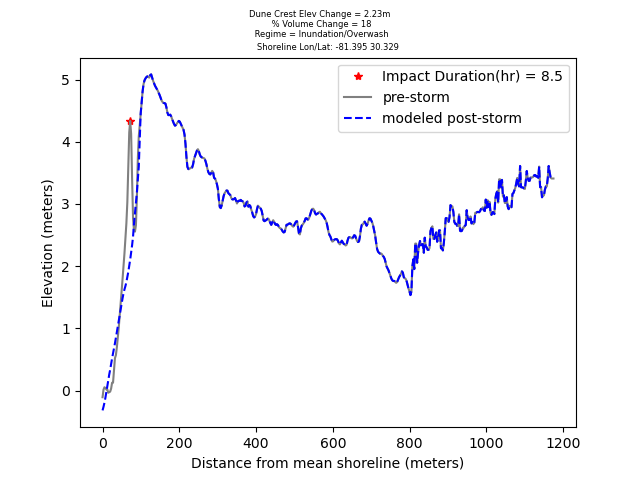 Dune Crest Elev Change = 2.23m
% Volume Change = 18
Regime = Inundation/Overwash
Shoreline Lon/Lat: -81.395 30.329
Impact Duration(hr) = 8.5
pre-storm
modeled post-storm
Elevation (meters)
5
4
3
2
1
0
0 200 400 600 800 1000 1200
Distance from mean shoreline (meters)